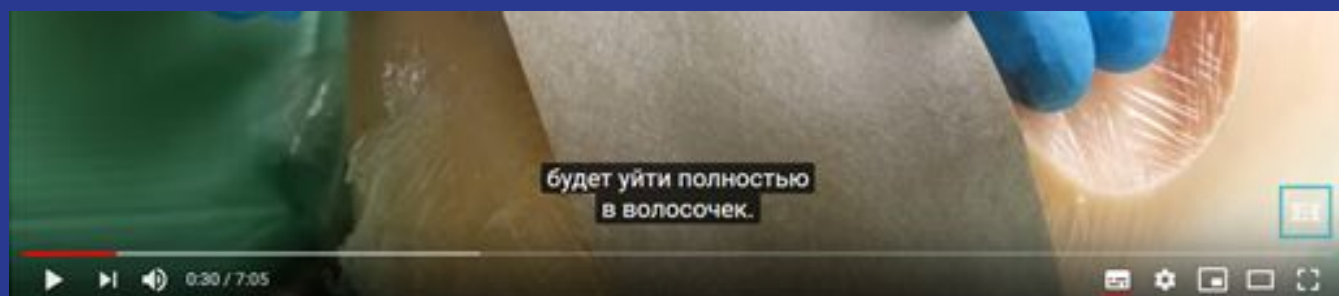 будет уйти полностью
в волосочек.
0:30 / 7:05